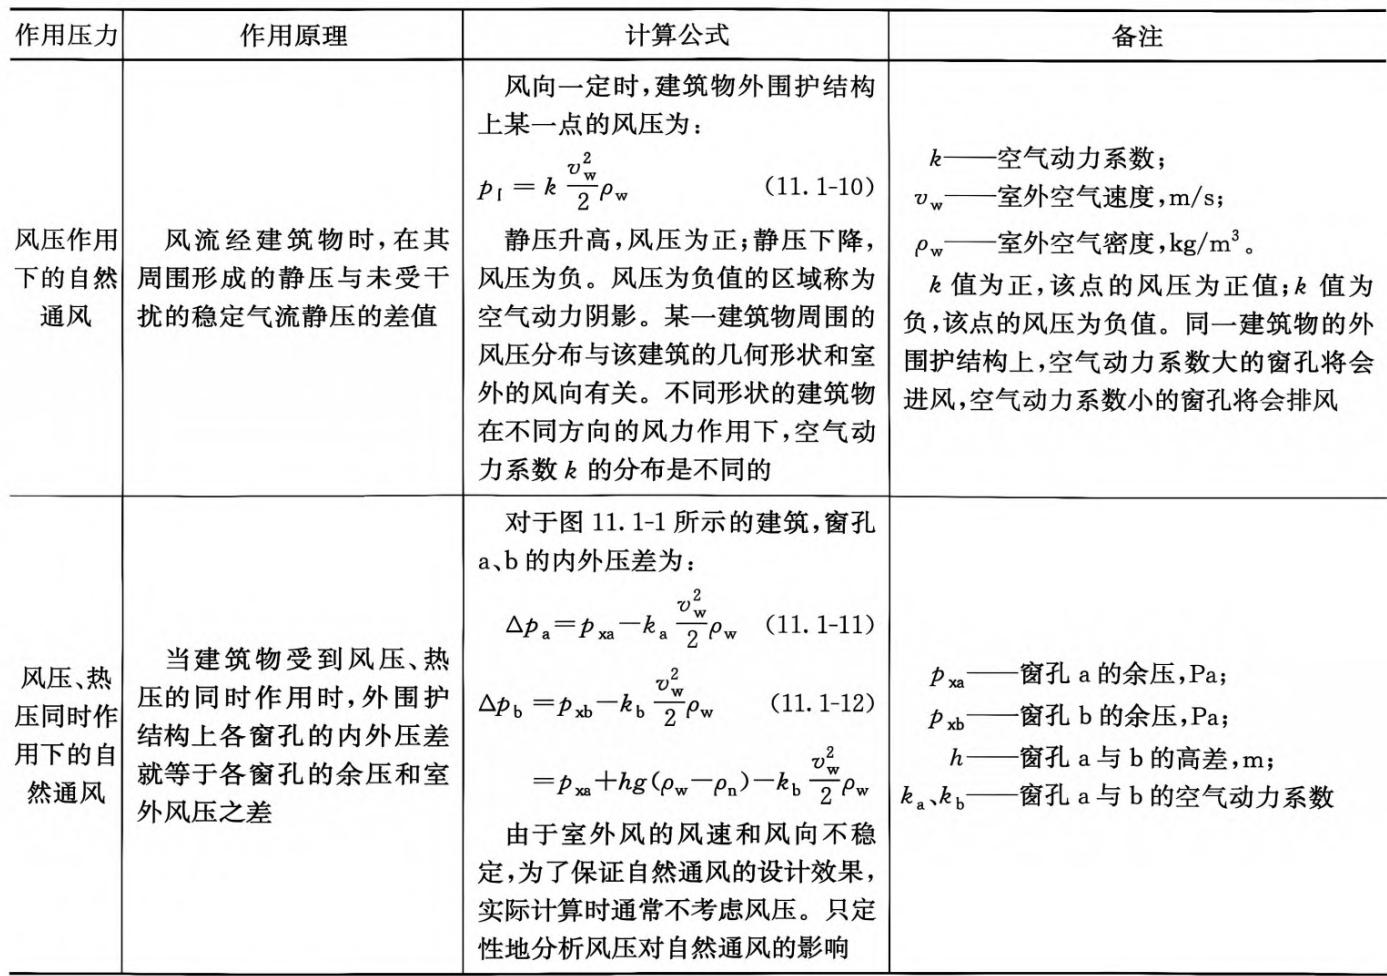 作用压力 作用原理 计算公式 备注
风压作用
下的自然
通风
风流经建筑物时,在其
周围形成的静压与未受干
扰的稳定气流静压的差值
风向一定时,建筑物外围护结构
上某一点的风压为:
p_f = k \frac{v_w^2}{2} ρ_w (11.1-10)
静压升高,风压为正;静压下降,
风压为负。风压为负值的区域称为
空气动力阴影。某一建筑物周围的
风压分布与该建筑的几何形状和室
外的风向有关。不同形状的建筑物
在不同方向的风力作用下,空气动
力系数 k 的分布是不同的
k——空气动力系数;
v_w——室外空气速度,m/s;
ρ_w——室外空气密度,kg/m³。
k 值为正,该点的风压为正值;k 值为
负,该点的风压为负值。同一建筑物的外
围护结构上,空气动力系数大的窗孔将会
进风,空气动力系数小的窗孔将会排风
风压、热
压同时作
用下的自
然通风
当建筑物受到风压、热
压的同时作用时,外围护
结构上各窗孔的内外压差
就等于各窗孔的余压和室
外风压之差
对于图 11.1-1 所示的建筑,窗孔
a、b 的内外压差为:
Δp_a = p_{xa} - k_a \frac{v_w^2}{2} ρ_w (11.1-11)
Δp_b = p_{xb} - k_b \frac{v_w^2}{2} ρ_w (11.1-12)
= p_{xa} + hg(ρ_w - ρ_n) - k_b \frac{v_w^2}{2} ρ_w
由于室外风的风速和风向不稳
定,为了保证自然通风的设计效果,
实际计算时通常不考虑风压。只定
性地分析风压对自然通风的影响
p_{xa}——窗孔 a 的余压,Pa;
p_{xb}——窗孔 b 的余压,Pa;
h——窗孔 a 与 b 的高差,m;
k_a、k_b——窗孔 a 与 b 的空气动力系数